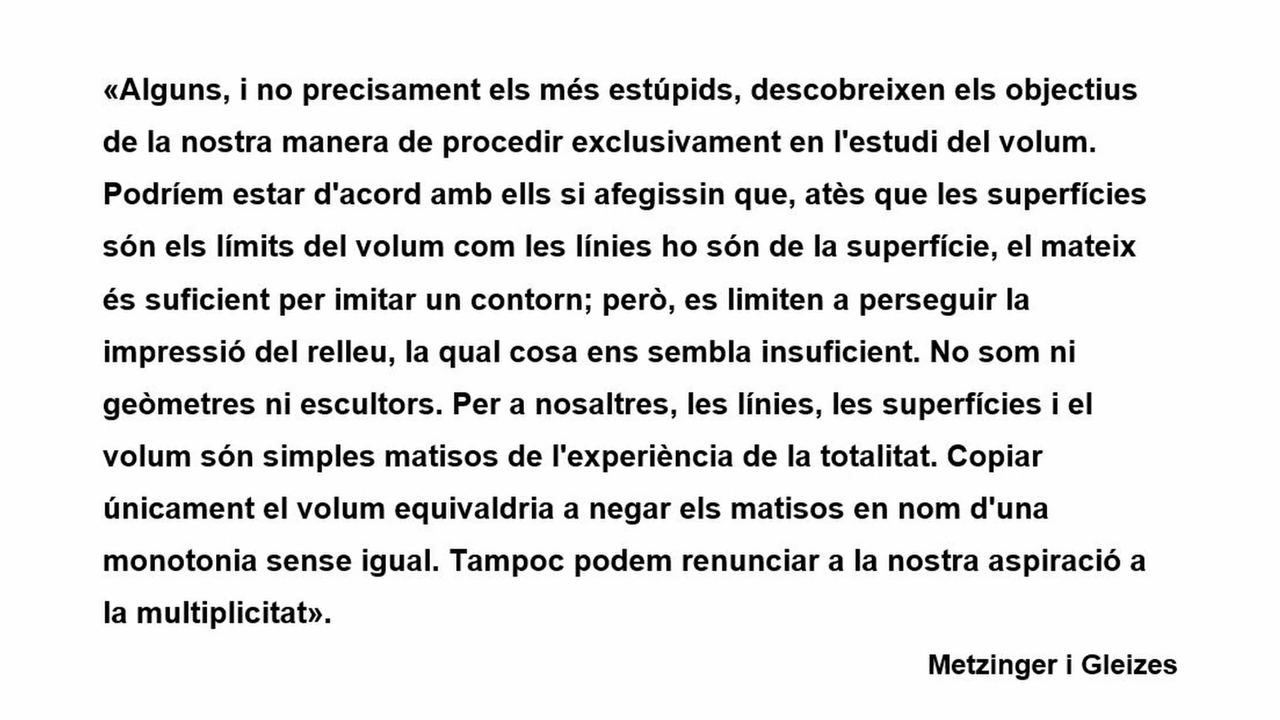 «Alguns, i no precisament els més estúpids, descobreixen els objectius
de la nostra manera de procedir exclusivament en l'estudi del volum.
Podríem estar d'acord amb ells si afegissin que, atès que les superfícies
són els límits del volum com les línies ho són de la superfície, el mateix
és suficient per imitar un contorn; però, es limiten a perseguir la
impressió del relleu, la qual cosa ens sembla insuficient. No som ni
geòmetres ni escultors. Per a nosaltres, les línies, les superfícies i el
volum són simples matisos de l'experiència de la totalitat. Copiar
únicament el volum equivaldria a negar els matisos en nom d'una
monotonia sense igual. Tampoc podem renunciar a la nostra aspiració a
la multiplicitat».
Metzinger i Gleizes